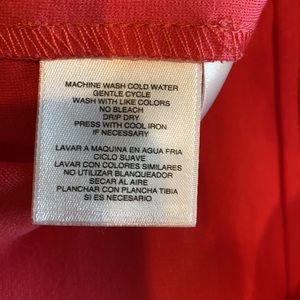 MACHINE WASH COLD WATER
GENTLE CYCLE
WASH WITH LIKE COLORS
NO BLEACH
DRIP DRY
PRESS WITH COOL IRON
IF NECESSARY
LAVAR A MAQUINA EN AGUA FRIA
CICLO SUAVE
LAVAR CON COLORES SIMILARES
NO UTILIZAR BLANQUEADOR
SECAR AL AIRE
PLANCHAR CON PLANCHA TIBIA
SI ES NECESARIO